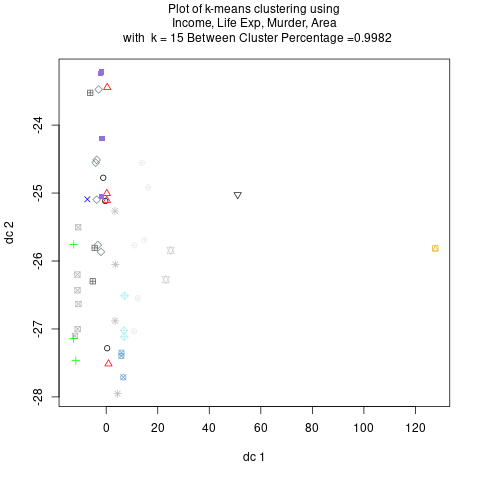 Plot of k-means clustering using
Income, Life Exp, Murder, Area
with  k = 15 Between Cluster Percentage =0.9982
dc 2
-24
-25
-26
-27
-28
0 20 40 60 80 100 120
dc 1